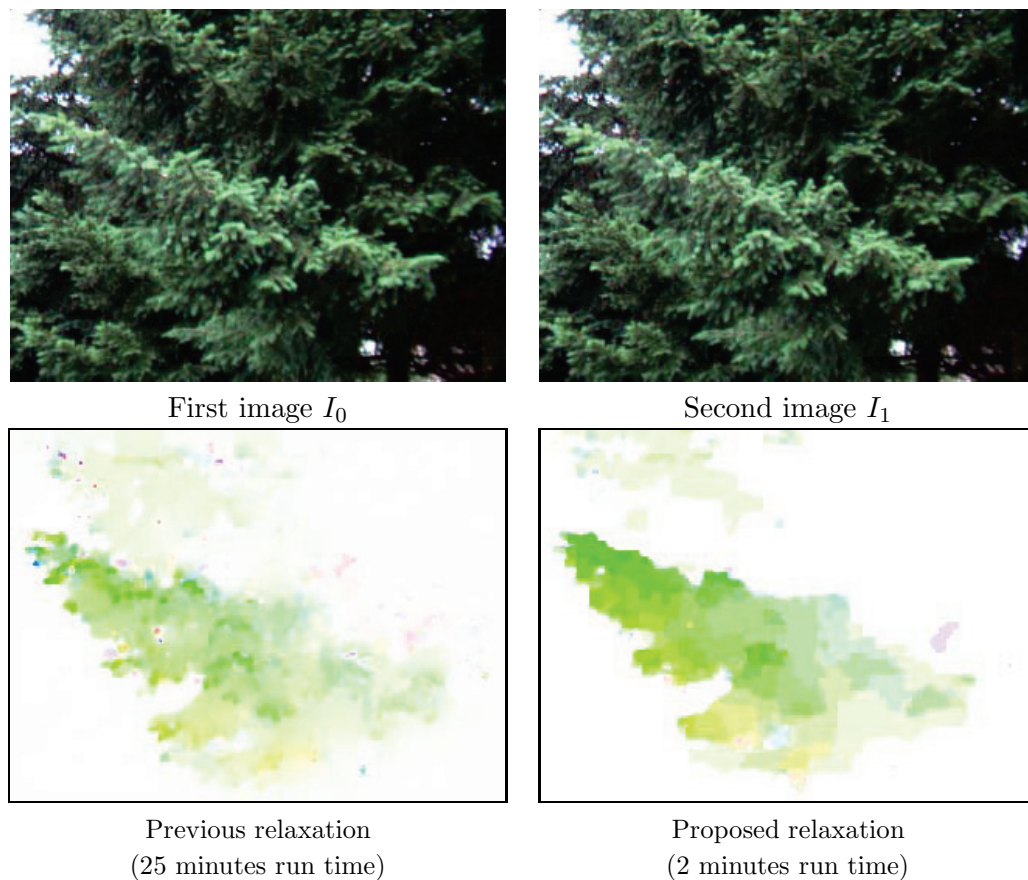 First image I₀
Second image I₁
Previous relaxation
(25 minutes run time)
Proposed relaxation
(2 minutes run time)